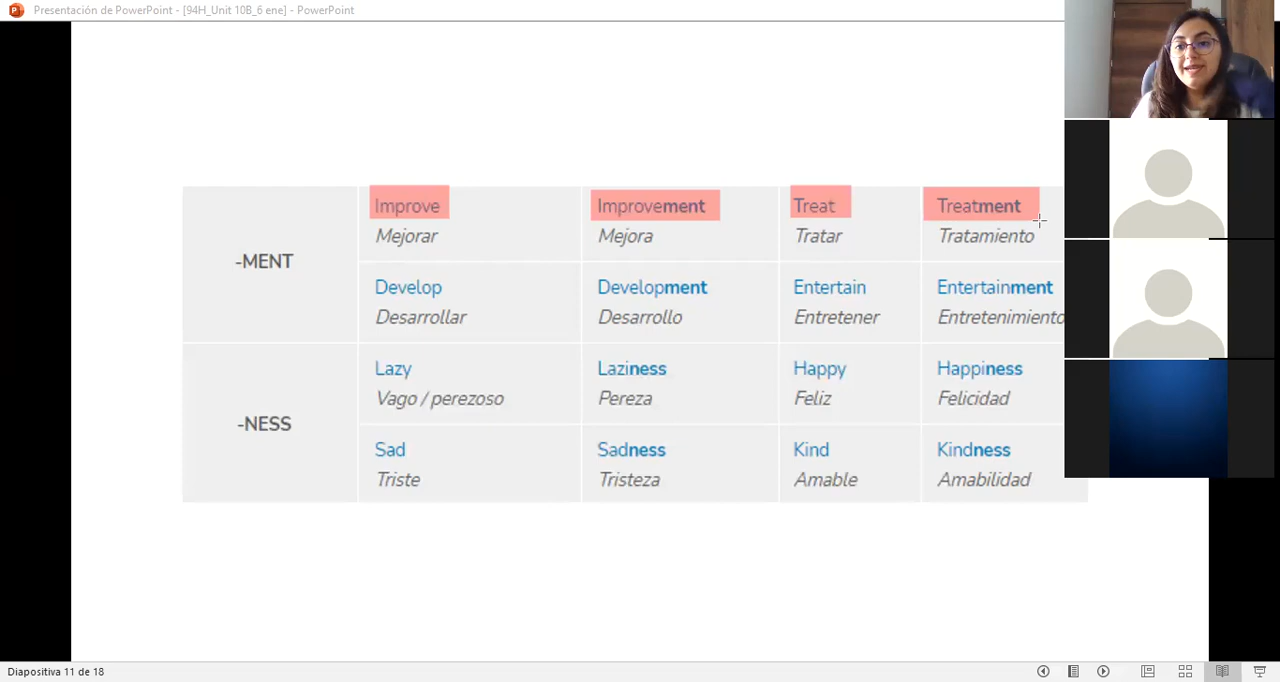 Presentación de PowerPoint - [94H_Unit 10B_6 ene] - PowerPoint
-MENT
Improve Improvement Treat Treatment
Mejorar Mejora Tratar Tratamiento
Develop Development Entertain Entertainment
Desarrollar Desarrollo Entretener Entretenimiento
-NESS
Lazy Laziness Happy Happiness
Vago / perezoso Pereza Feliz Felicidad
Sad Sadness Kind Kindness
Triste Tristeza Amable Amabilidad
Diapositiva 11 de 18